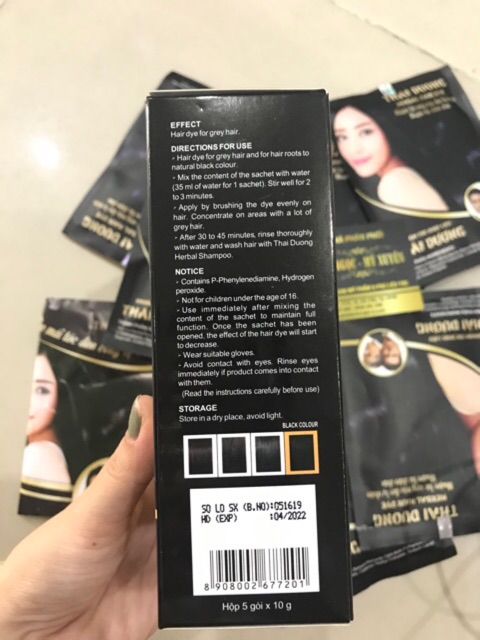 EFFECT
Hair dye for grey hair.
DIRECTIONS FOR USE
- Hair dye for grey hair and for hair roots to
natural black colour.
- Mix the content of the sachet with water
(35 ml of water for 1 sachet). Stir well for 2
to 3 minutes.
- Apply by brushing the dye evenly on
hair. Concentrate on areas with a lot of
grey hair.
- After 30 to 45 minutes, rinse thoroughly
with water and wash hair with Thai Duong
Herbal Shampoo.
NOTICE
- Contains P-Phenylenediamine, Hydrogen
peroxide.
- Not for children under the age of 16.
- Use immediately after mixing the
content of the sachet to maintain full
function. Once the sachet has been
opened, the effect of the hair dye will start
to decrease.
- Wear suitable gloves.
- Avoid contact with eyes. Rinse eyes
immediately if product comes into contact
with them.
(Read the instructions carefully before use)
STORAGE
Store in a dry place, avoid light.
BLACK COLOUR
SO LO SX (B.NO):051619
HD (EXP) :04/2022
8 908002 677201
Hộp 5 gói x 10 g
THÁI DƯƠNG
THÁI DƯƠNG
HERBAL HAIR DYE